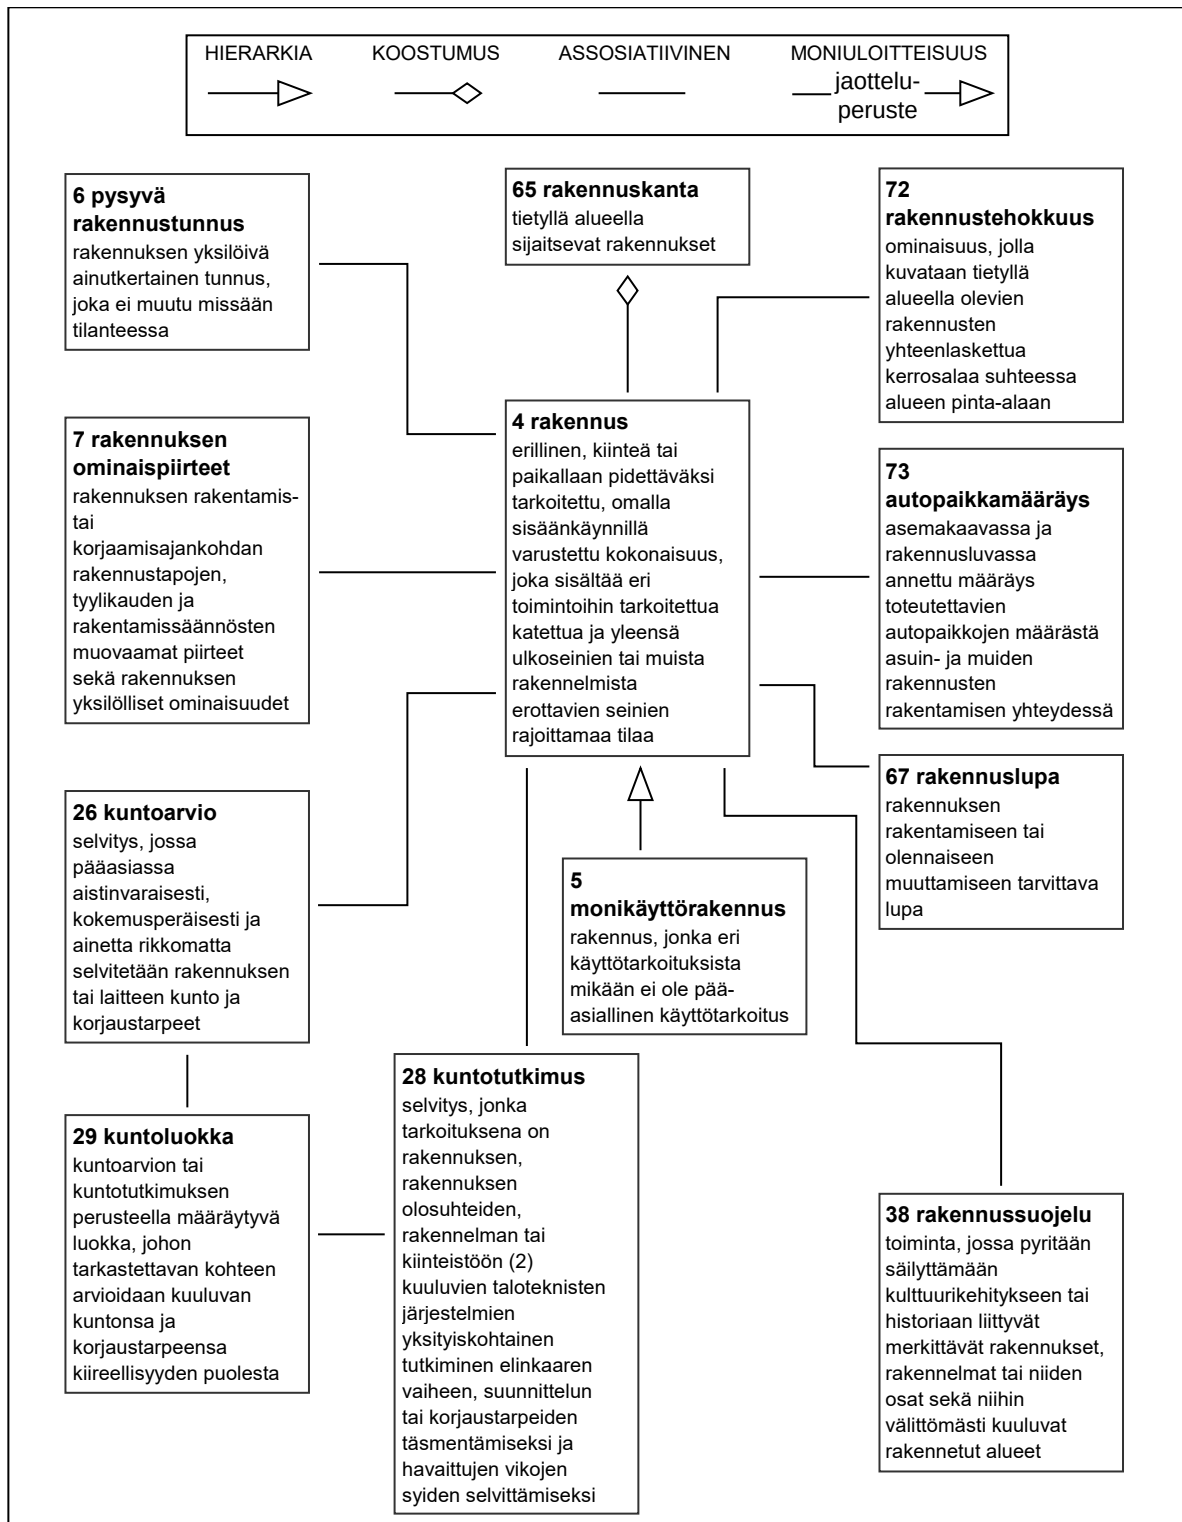 HIERARKIA
KOOSTUMUS
ASSOSIATIIVINEN
MONIULOITTEISUUS
jaottelu-
peruste
6 pysyvä
rakennustunnus
rakennuksen yksilöivä
ainutkertainen tunnus,
joka ei muutu missään
tilanteessa
65 rakennuskanta
tietyllä alueella
sijaitsevat rakennukset
72
rakennustehokkuus
ominaisuus, jolla
kuvataan tietyllä
alueella olevien
rakennusten
yhteenlaskettua
kerrosalaa suhteessa
alueen pinta-alaan
7 rakennuksen
ominaispiirteet
rakennuksen rakentamis-
tai
korjaamisajankohdan
rakennustapojen,
tyylikauden ja
rakentamissäännösten
muovaamat piirteet
sekä rakennuksen
yksilölliset ominaisuudet
4 rakennus
erillinen, kiinteä tai
paikallaan pidettäväksi
tarkoitettu, omalla
sisäänkäynnillä
varustettu kokonaisuus,
joka sisältää eri
toimintoihin tarkoitettua
katettua ja yleensä
ulkoseinien tai muista
rakennelmista
erottavien seinien
rajoittamaa tilaa
73
autopaikkamääräys
asemakaavassa ja
rakennusluvassa
annettu määräys
toteutettavien
autopaikkojen määrästä
asuin- ja muiden
rakennusten
rakentamisen yhteydessä
67 rakennuslupa
rakennuksen
rakentamiseen tai
olennaiseen
muuttamiseen tarvittava
lupa
26 kuntoarvio
selvitys, jossa
pääasiassa
aistinvaraisesti,
kokemusperäisesti ja
ainetta rikkomatta
selvitetään rakennuksen
tai laitteen kunto ja
korjaustarpeet
5
monikäyttörakennus
rakennus, jonka eri
käyttötarkoituksista
mikään ei ole pää-
asiallinen käyttötarkoitus
29 kuntoluokka
kuntoarvion tai
kuntotutkimuksen
perusteella määräytyvä
luokka, johon
tarkastettavan kohteen
arvioidaan kuuluvan
kuntonsa ja
korjaustarpeensa
kiireellisyyden puolesta
28 kuntotutkimus
selvitys, jonka
tarkoituksena on
rakennuksen,
rakennuksen
olosuhteiden,
rakennelman tai
kiinteistöön (2)
kuuluvien taloteknisten
järjestelmien
yksityiskohtainen
tutkiminen elinkaaren
vaiheen, suunnittelun
tai korjaustarpeiden
täsmentämiseksi ja
havaittujen vikojen
syiden selvittämiseksi
38 rakennussuojelu
toiminta, jossa pyritään
säilyttämään
kulttuurikehitykseen tai
historiaan liittyvät
merkittävät rakennukset,
rakennelmat tai niiden
osat sekä niihin
välittömästi kuuluvat
rakennetut alueet